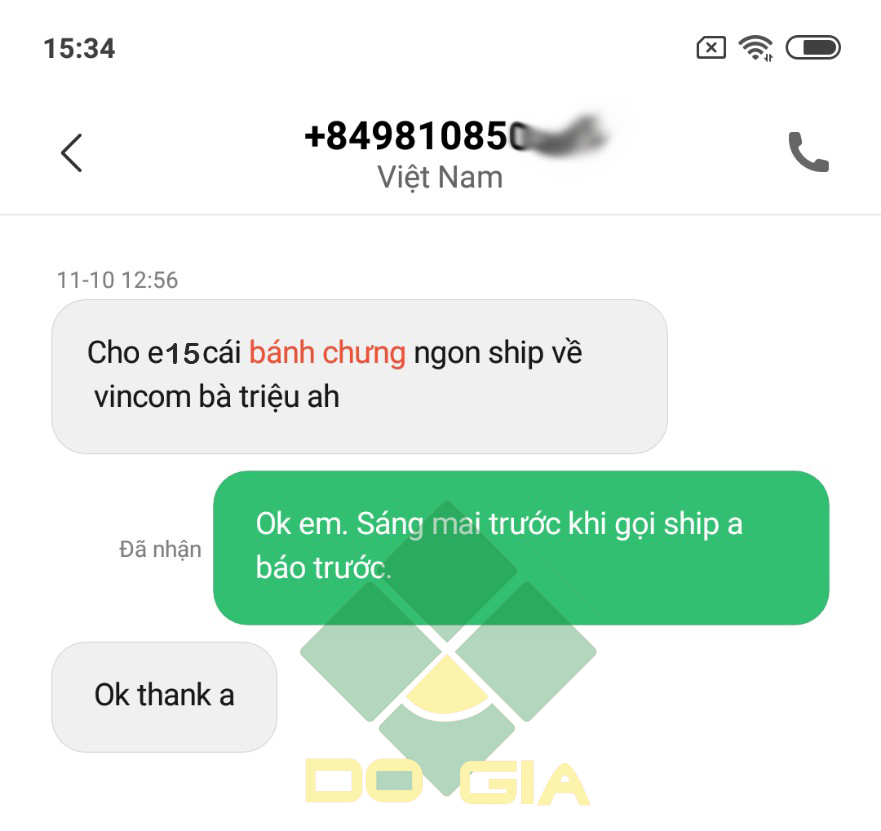 15:34
+84981085
Việt Nam
11-10 12:56
Cho e15cái bánh chưng ngon ship về
vincom bà triệu ah
Ok em. Sáng mai trước khi gọi ship a
báo trước.
Đã nhận
Ok thank a
DO GIA